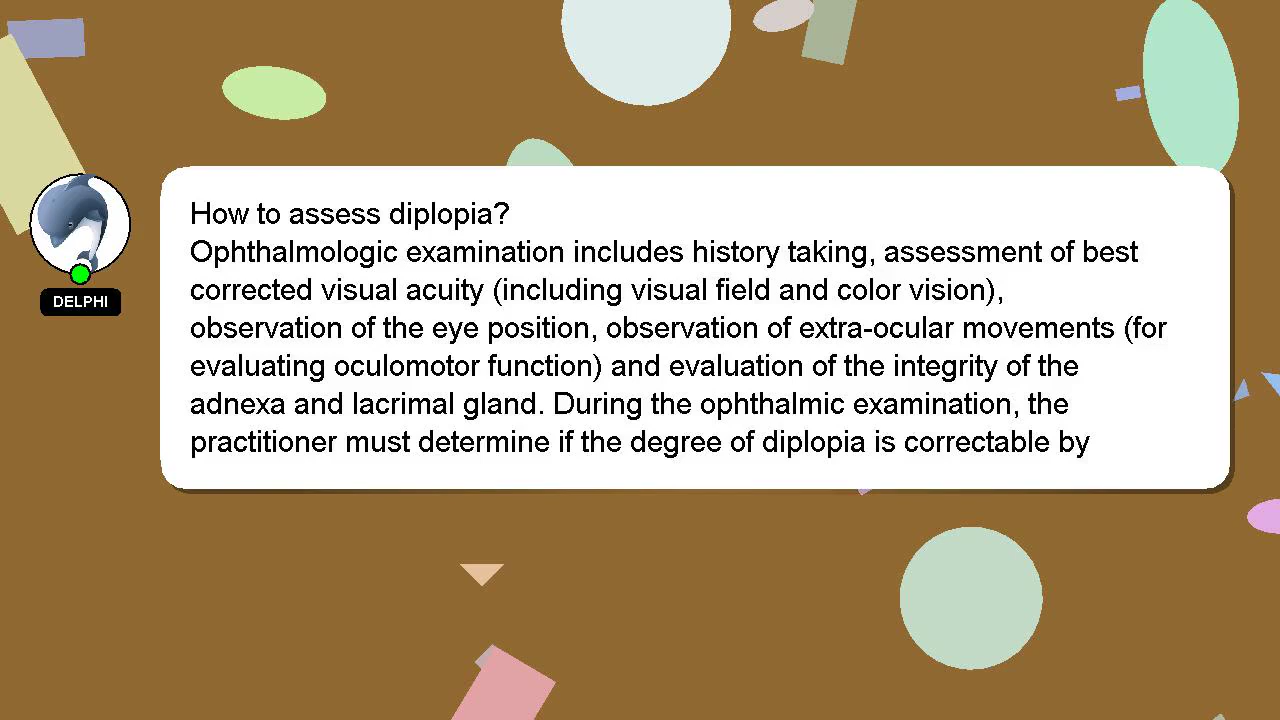 How to assess diplopia?
Ophthalmologic examination includes history taking, assessment of best
corrected visual acuity (including visual field and color vision),
observation of the eye position, observation of extra-ocular movements (for
evaluating oculomotor function) and evaluation of the integrity of the
adnexa and lacrimal gland. During the ophthalmic examination, the
practitioner must determine if the degree of diplopia is correctable by
DELPHI